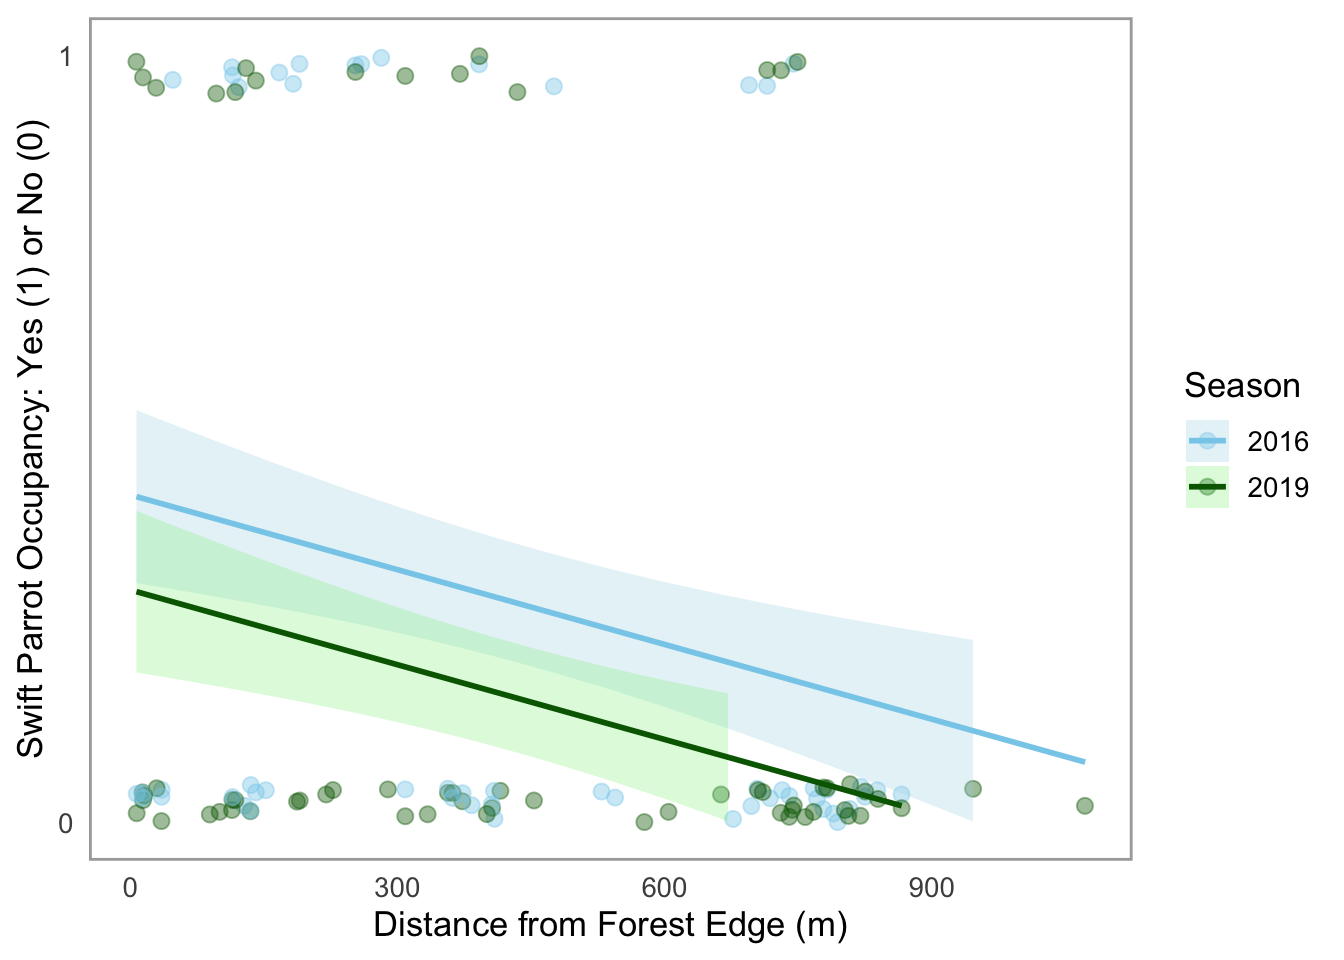 Swift Parrot Occupancy: Yes (1) or No (0)
1
0
0 300 600 900
Distance from Forest Edge (m)
Season
2016
2019